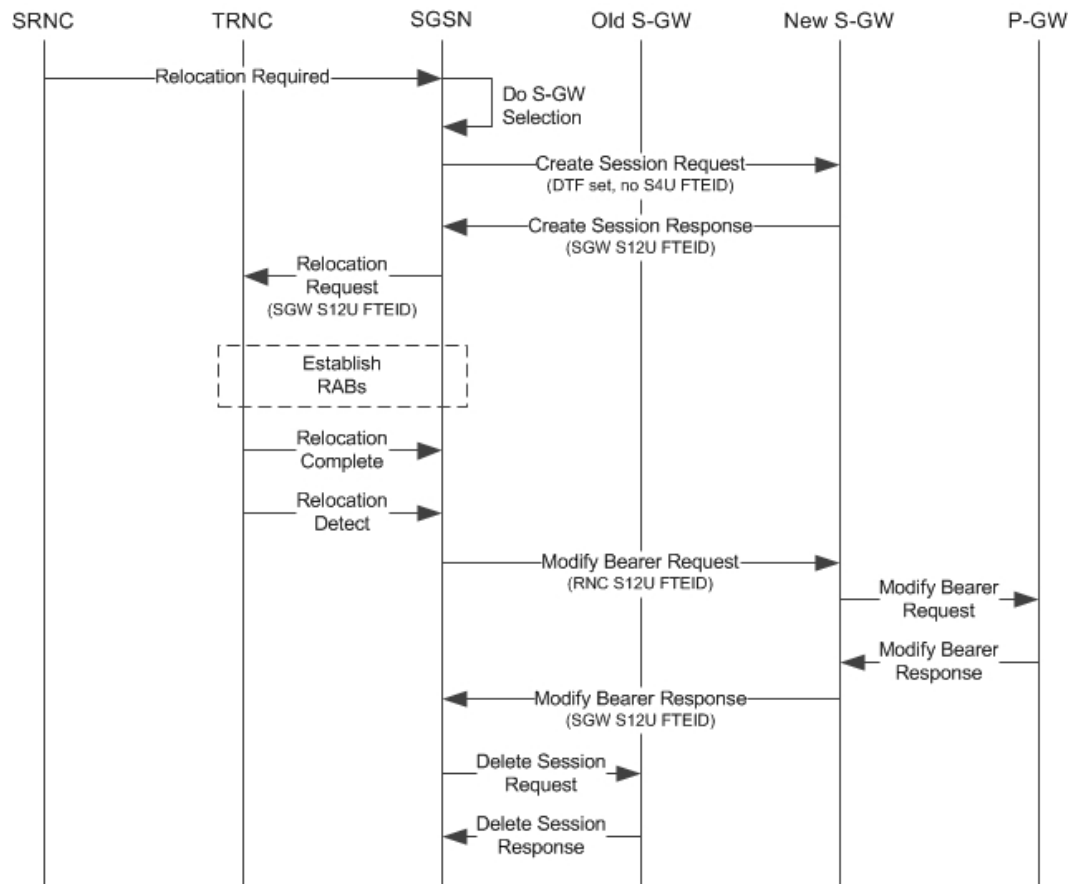 SRNC TRNC SGSN Old S-GW New S-GW P-GW
Relocation Required
Do S-GW
Selection
Create Session Request
(DTF set, no S4U FTEID)
Create Session Response
(SGW S12U FTEID)
Relocation
Request
(SGW S12U FTEID)
Establish
RABs
Relocation
Complete
Relocation
Detect
Modify Bearer Request
(RNC S12U FTEID)
Modify Bearer
Request
Modify Bearer
Response
Modify Bearer Response
(SGW S12U FTEID)
Delete Session
Request
Delete Session
Response